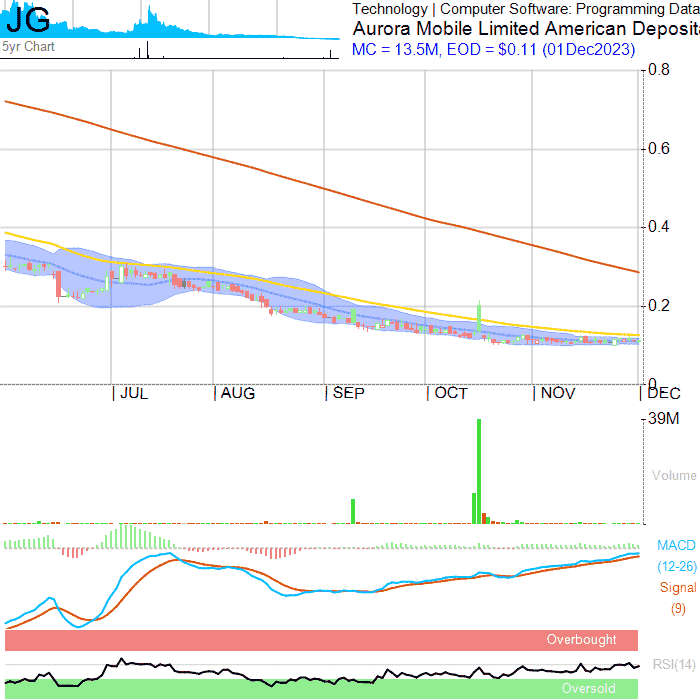 JG
5yr Chart
Technology | Computer Software: Programming Data
Aurora Mobile Limited American Deposit
MC = 13.5M, EOD = $0.11 (01Dec2023)
0.8
0.6
0.4
0.2
0
JUL
AUG
SEP
OCT
NOV
DEC
39M
Volume
MACD
(12-26)
Signal
(9)
Overbought
RSI(14)
Oversold